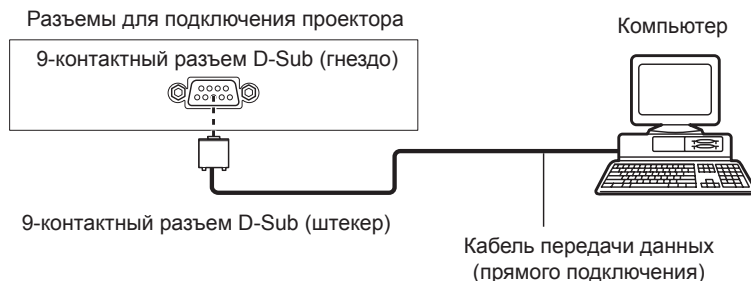 Разъемы для подключения проектора
Компьютер
9-контактный разъем D-Sub (гнездо)
9-контактный разъем D-Sub (штекер)
Кабель передачи данных
(прямого подключения)